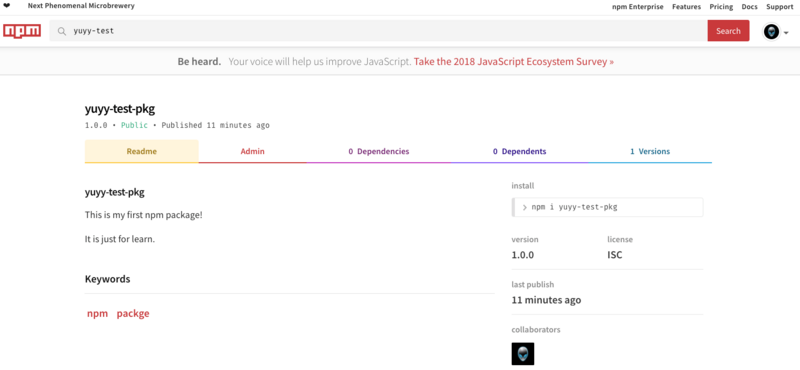 ❤ Next Phenomenal Microbrewery npm Enterprise Features Pricing Docs Support
npm yuyy-test Search
Be heard. Your voice will help us improve JavaScript. Take the 2018 JavaScript Ecosystem Survey »
yuyy-test-pkg
1.0.0 • Public • Published 11 minutes ago
Readme Admin 0 Dependencies 0 Dependents 1 Versions
yuyy-test-pkg
This is my first npm package!
It is just for learn.
Keywords
npm packge
install
> npm i yuyy-test-pkg
version license
1.0.0 ISC
last publish
11 minutes ago
collaborators